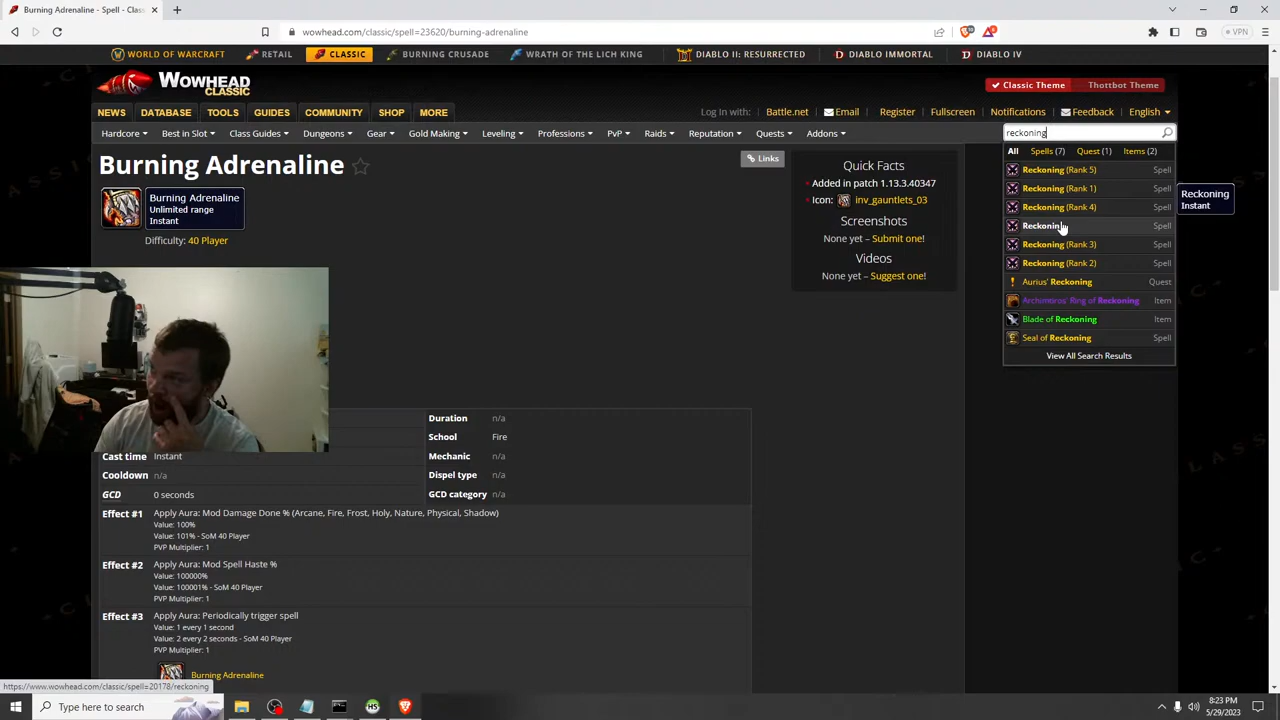 Burning Adrenaline - Spell - Clas
wowhead.com/classic/spell=23620/burning-adrenaline
VPN
WORLD OF WARCRAFT RETAIL CLASSIC BURNING CRUSADE WRATH OF THE LICH KING DIABLO II: RESURRECTED DIABLO IMMORTAL DIABLO IV
WOWHEAD
CLASSIC
Classic Theme Thottbot Theme
NEWS DATABASE TOOLS GUIDES COMMUNITY SHOP MORE
Log In with: Battle.net Email Register Fullscreen Notifications Feedback English
Hardcore Best in Slot Class Guides Dungeons Gear Gold Making Leveling Professions PvP Raids Reputation Quests Addons
reckoning
All Spells (7) Quest (1) Items (2)
Reckoning (Rank 5) Spell
Reckoning (Rank 1) Spell
Reckoning (Rank 4) Spell
Reckoning Spell
Reckoning (Rank 3) Spell
Reckoning (Rank 2) Spell
Aurius' Reckoning Quest
Archimtiros' Ring of Reckoning Item
Blade of Reckoning Item
Seal of Reckoning Spell
View All Search Results
Reckoning
Instant
Burning Adrenaline
Links
Burning Adrenaline
Unlimited range
Instant
Difficulty: 40 Player
Quick Facts
Added in patch 1.13.3.40347
Icon: inv_gauntlets_03
Screenshots
None yet - Submit one!
Videos
None yet - Suggest one!
Duration n/a
School Fire
Cast time Instant
Mechanic n/a
Cooldown n/a
Dispel type n/a
GCD 0 seconds
GCD category n/a
Effect #1 Apply Aura: Mod Damage Done % (Arcane, Fire, Frost, Holy, Nature, Physical, Shadow)
Value: 100%
Value: 101% - SoM 40 Player
PVP Multiplier: 1
Effect #2 Apply Aura: Mod Spell Haste %
Value: 100000%
Value: 100001% - SoM 40 Player
PVP Multiplier: 1
Effect #3 Apply Aura: Periodically trigger spell
Value: 1 every 1 second
Value: 2 every 2 seconds - SoM 40 Player
PVP Multiplier: 1
Burning Adrenaline
https://www.wowhead.com/classic/spell=20178/reckoning
Type here to search
HS
8:23 PM
5/29/2023